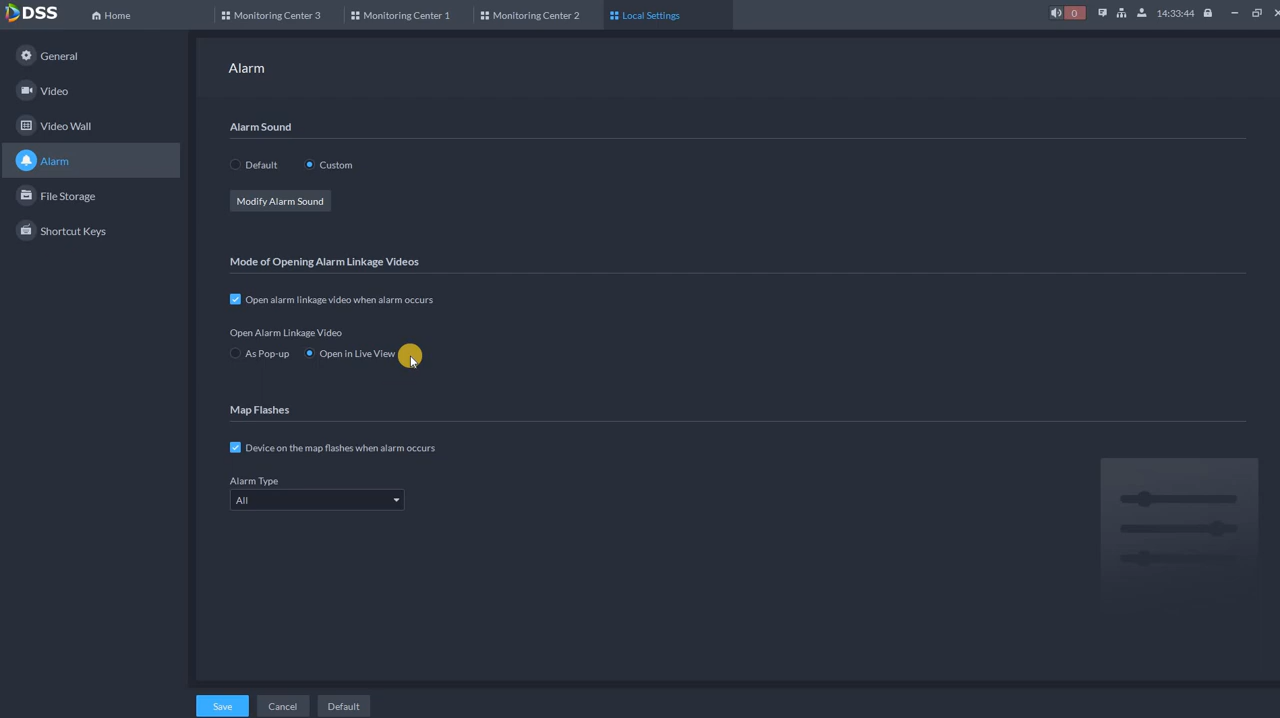 DSS Home Monitoring Center 3 Monitoring Center 1 Monitoring Center 2 Local Settings 0 14:33:44
General
Video
Video Wall
Alarm
File Storage
Shortcut Keys
Alarm
Alarm Sound
Default Custom
Modify Alarm Sound
Mode of Opening Alarm Linkage Videos
Open alarm linkage video when alarm occurs
Open Alarm Linkage Video
As Pop-up Open in Live View
Map Flashes
Device on the map flashes when alarm occurs
Alarm Type
All
Save Cancel Default